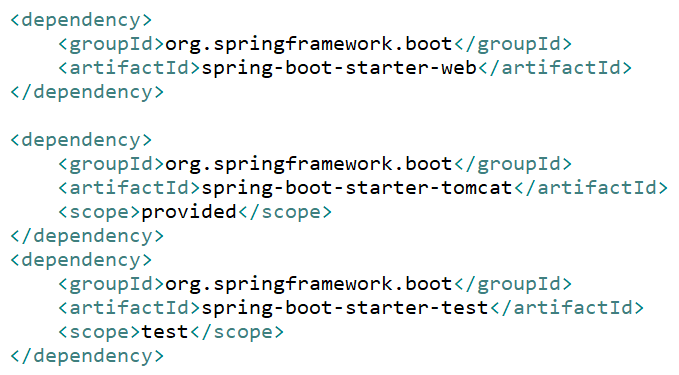 <dependency>
    <groupId>org.springframework.boot</groupId>
    <artifactId>spring-boot-starter-web</artifactId>
</dependency>

<dependency>
    <groupId>org.springframework.boot</groupId>
    <artifactId>spring-boot-starter-tomcat</artifactId>
    <scope>provided</scope>
</dependency>
<dependency>
    <groupId>org.springframework.boot</groupId>
    <artifactId>spring-boot-starter-test</artifactId>
    <scope>test</scope>
</dependency>